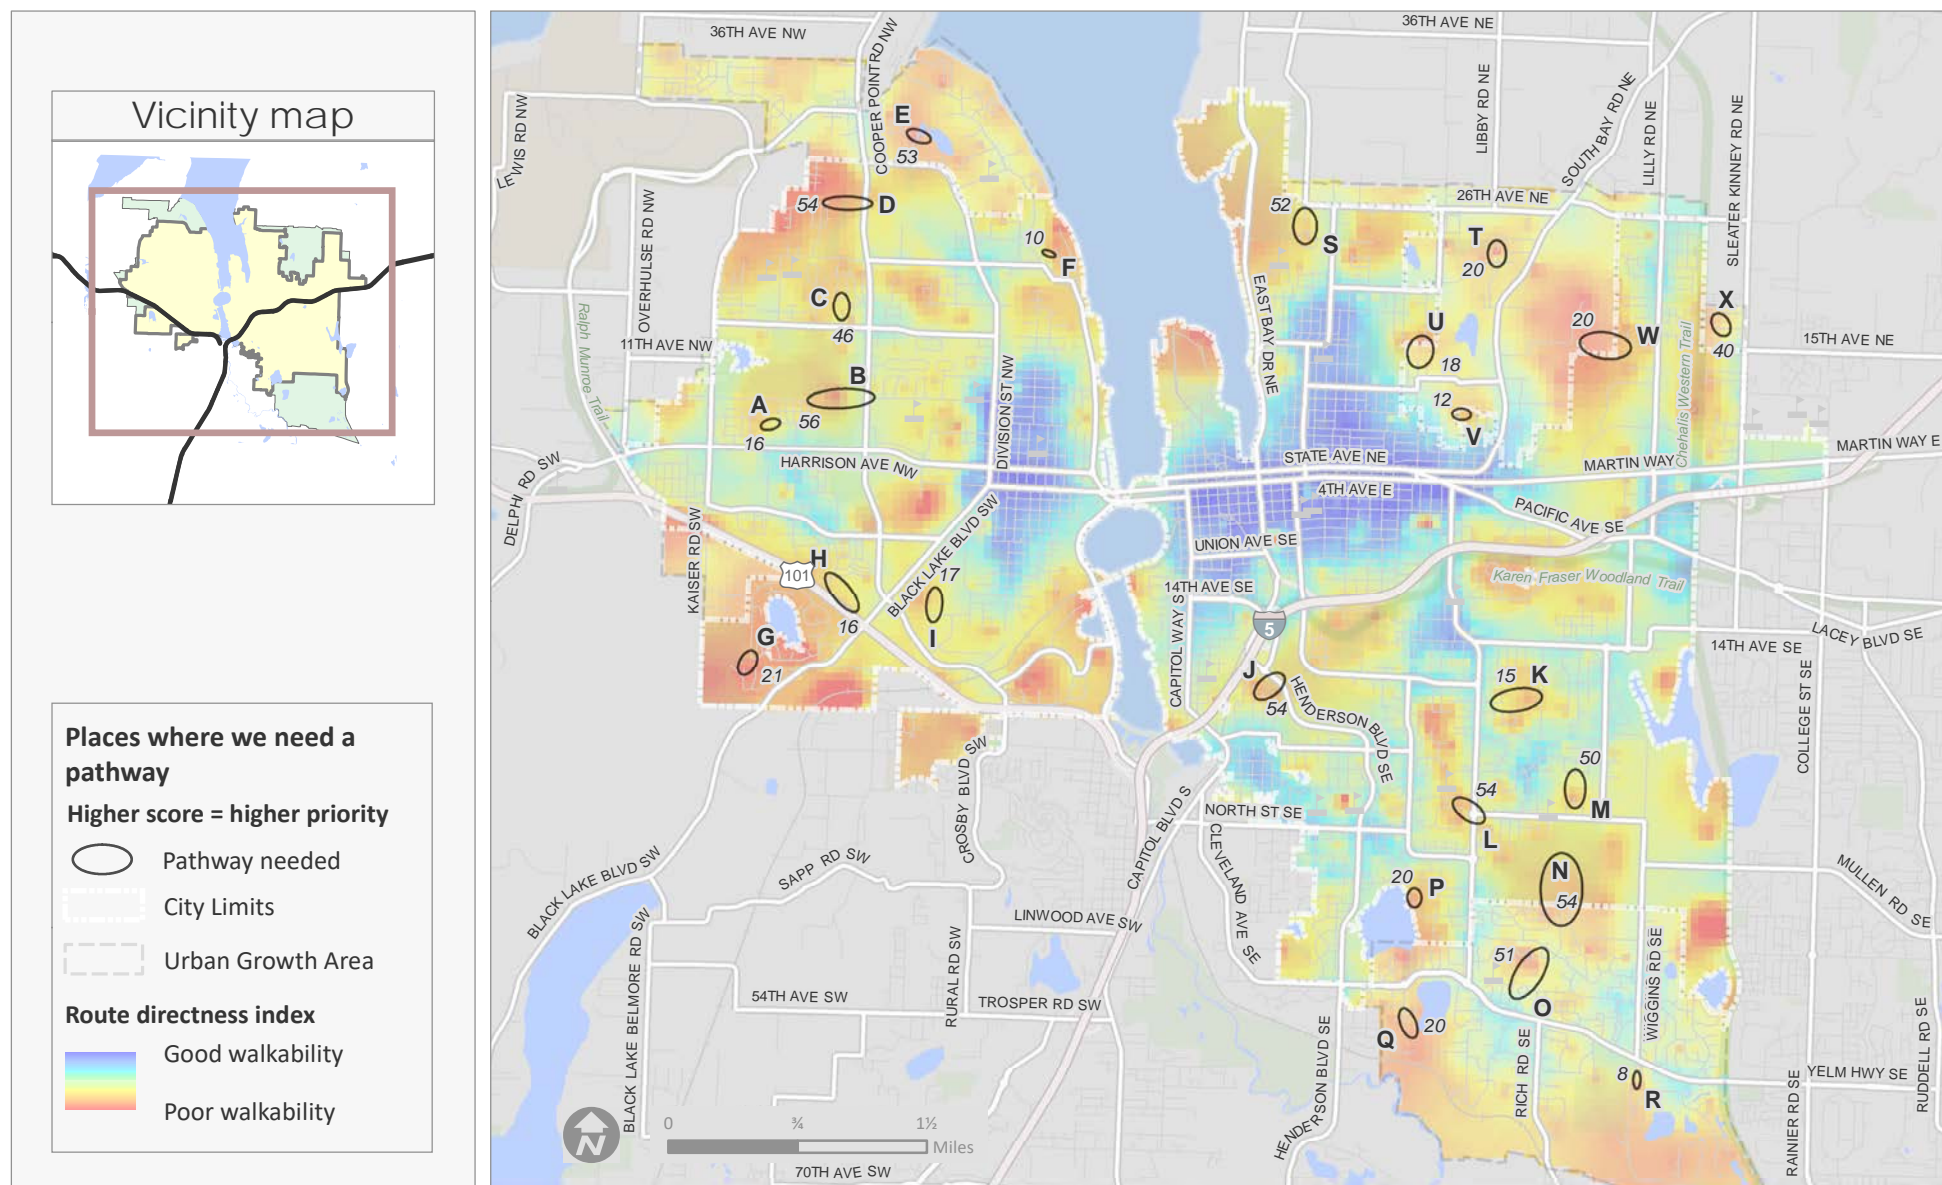 Vicinity map
Places where we need a
pathway
Higher score = higher priority
Pathway needed
City Limits
Urban Growth Area
Route directness index
Good walkability
Poor walkability
36TH AVE NW
COOPER POINT RD NW
36TH AVE NE
LEWIS RD NW
E
53
LIBBY RD NE
SOUTH BAY RD NE
LILLY RD NE
SLEATER KINNEY RD NE
OVERHULSE RD NW
54
D
26TH AVE NE
52
S
T
20
10
F
C
46
EAST BAY DR NE
Ralph Munroe Trail
11TH AVE NW
U
18
20
W
X
40
15TH AVE NE
Chehalis Western Trail
DIVISION ST NW
B
56
A
16
12
V
HARRISON AVE NW
STATE AVE NE
4TH AVE E
MARTIN WAY
MARTIN WAY E
DELPHI RD SW
KAISER RD SW
BLACK LAKE BLVD SW
PACIFIC AVE SE
UNION AVE SE
H
101
16
17
I
14TH AVE SE
Karen Fraser Woodland Trail
5
G
21
CAPITOL WAY S
14TH AVE SE
LACEY BLVD SE
COLLEGE ST SE
J
54
HENDERSON BLVD SE
15
K
50
M
54
L
CROSBY BLVD SW
NORTH ST SE
CAPITOL BLVD S
CLEVELAND AVE SE
BLACK LAKE BLVD SW
SAPP RD SW
20
P
N
54
MULLEN RD SE
LINWOOD AVE SW
BLACK LAKE BELMORE RD SW
RURAL RD SW
51
O
WIGGINS RD SE
54TH AVE SW
TROSPER RD SW
Q
20
HENDERSON BLVD SE
RICH RD SE
8
R
YELM HWY SE
RAINIER RD SE
RUDDELL RD SE
N
0
¾
1½
Miles
70TH AVE SW